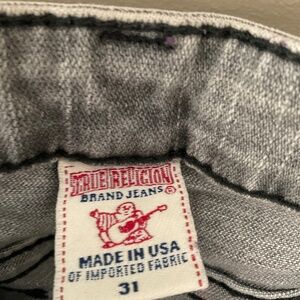 TRUE RELIGION
BRAND JEANS®
MADE IN USA
OF IMPORTED FABRIC
31